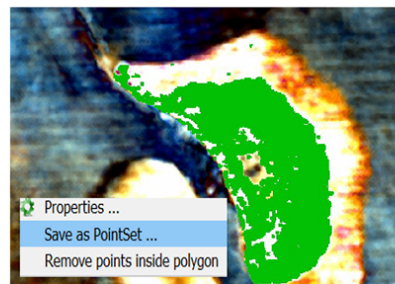 Properties ...
Save as PointSet ...
Remove points inside polygon